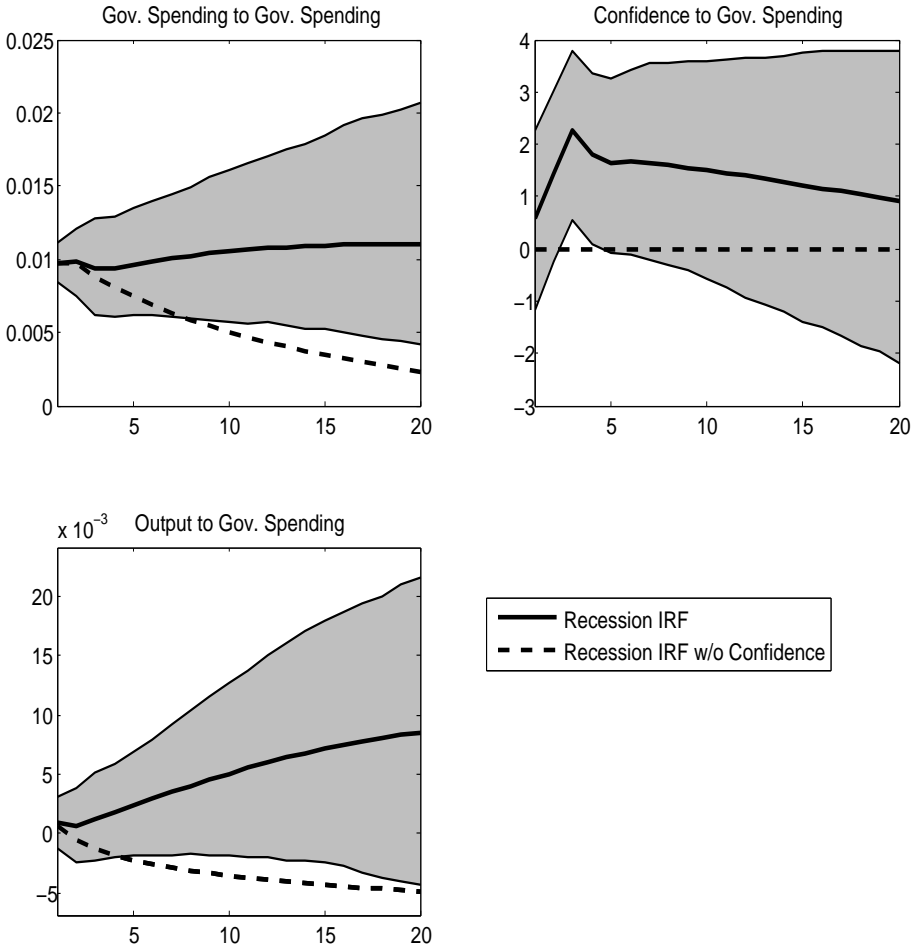 Gov. Spending to Gov. Spending
0.025
0.02
0.015
0.01
0.005
0
5 10 15 20
Confidence to Gov. Spending
4
3
2
1
0
−1
−2
−3
5 10 15 20
x 10−3 Output to Gov. Spending
20
15
10
5
0
−5
5 10 15 20
Recession IRF
Recession IRF w/o Confidence